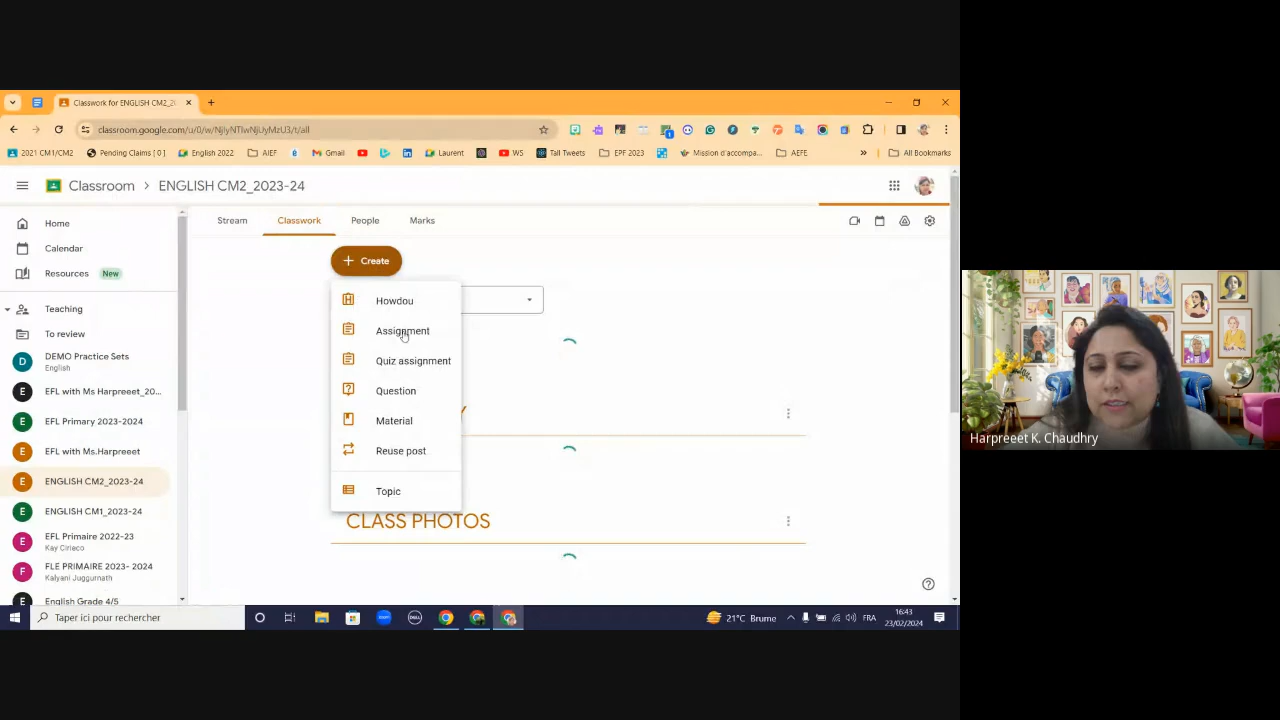 Classwork for ENGLISH CM2_2
classroom.google.com/u/0/w/NjIyNTIwNjUyMzU3/t/all
2021 CM1/CM2
Pending Claims [ 0 ]
English 2022
AIEF
Gmail
Laurent
WS
Tall Tweets
EPF 2023
Mission d'accompa...
AEFE
All Bookmarks
Classroom
ENGLISH CM2_2023-24
Home
Calendar
Resources
New
Teaching
To review
D
DEMO Practice Sets
English
E
EFL with Ms Harpreeet_20...
E
EFL Primary 2023-2024
E
EFL with Ms.Harpreeet
E
ENGLISH CM2_2023-24
E
ENGLISH CM1_2023-24
E
EFL Primaire 2022-23
Kay Cirieco
F
FLE PRIMAIRE 2023- 2024
Kalyani Juggurnath
E
English Grade 4/5
Stream
Classwork
People
Marks
Create
Howdou
Assignment
Quiz assignment
Question
Material
Reuse post
Topic
CLASS PHOTOS
Harpreeet K. Chaudhry
Taper ici pour rechercher
21°C Brume
FRA
16:43
23/02/2024